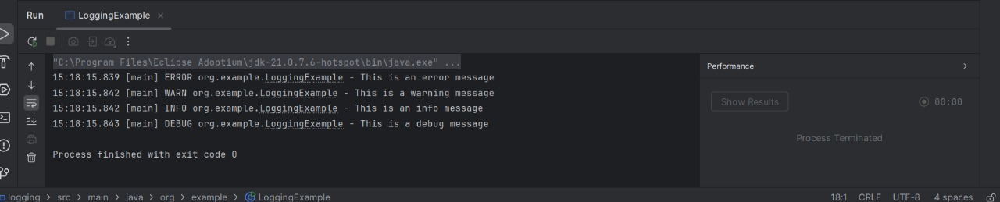 Run LoggingExample
"C:\Program Files\Eclipse Adoptium\jdk-21.0.7.6-hotspot\bin\java.exe" ...
15:18:15.839 [main] ERROR org.example.LoggingExample - This is an error message
15:18:15.842 [main] WARN org.example.LoggingExample - This is a warning message
15:18:15.842 [main] INFO org.example.LoggingExample - This is an info message
15:18:15.843 [main] DEBUG org.example.LoggingExample - This is a debug message
Process finished with exit code 0
Performance
Show Results 00:00
Process Terminated
logging > src > main > java > org > example > LoggingExample 18:1 CRLF UTF-8 4 spaces